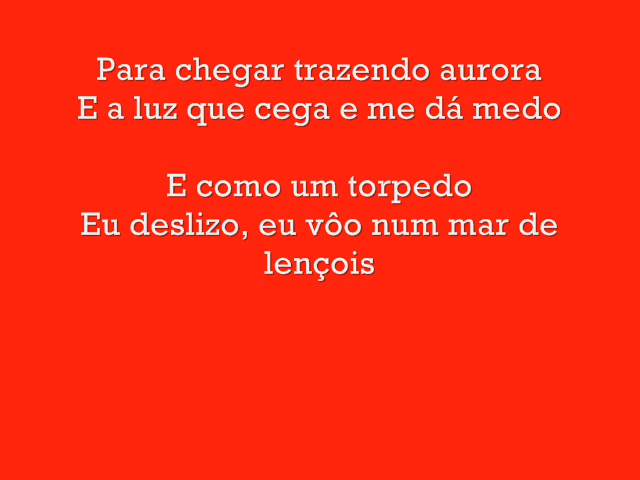 Para chegar trazendo aurora
E a luz que cega e me dá medo
E como um torpedo
Eu deslizo, eu vôo num mar de
lençois